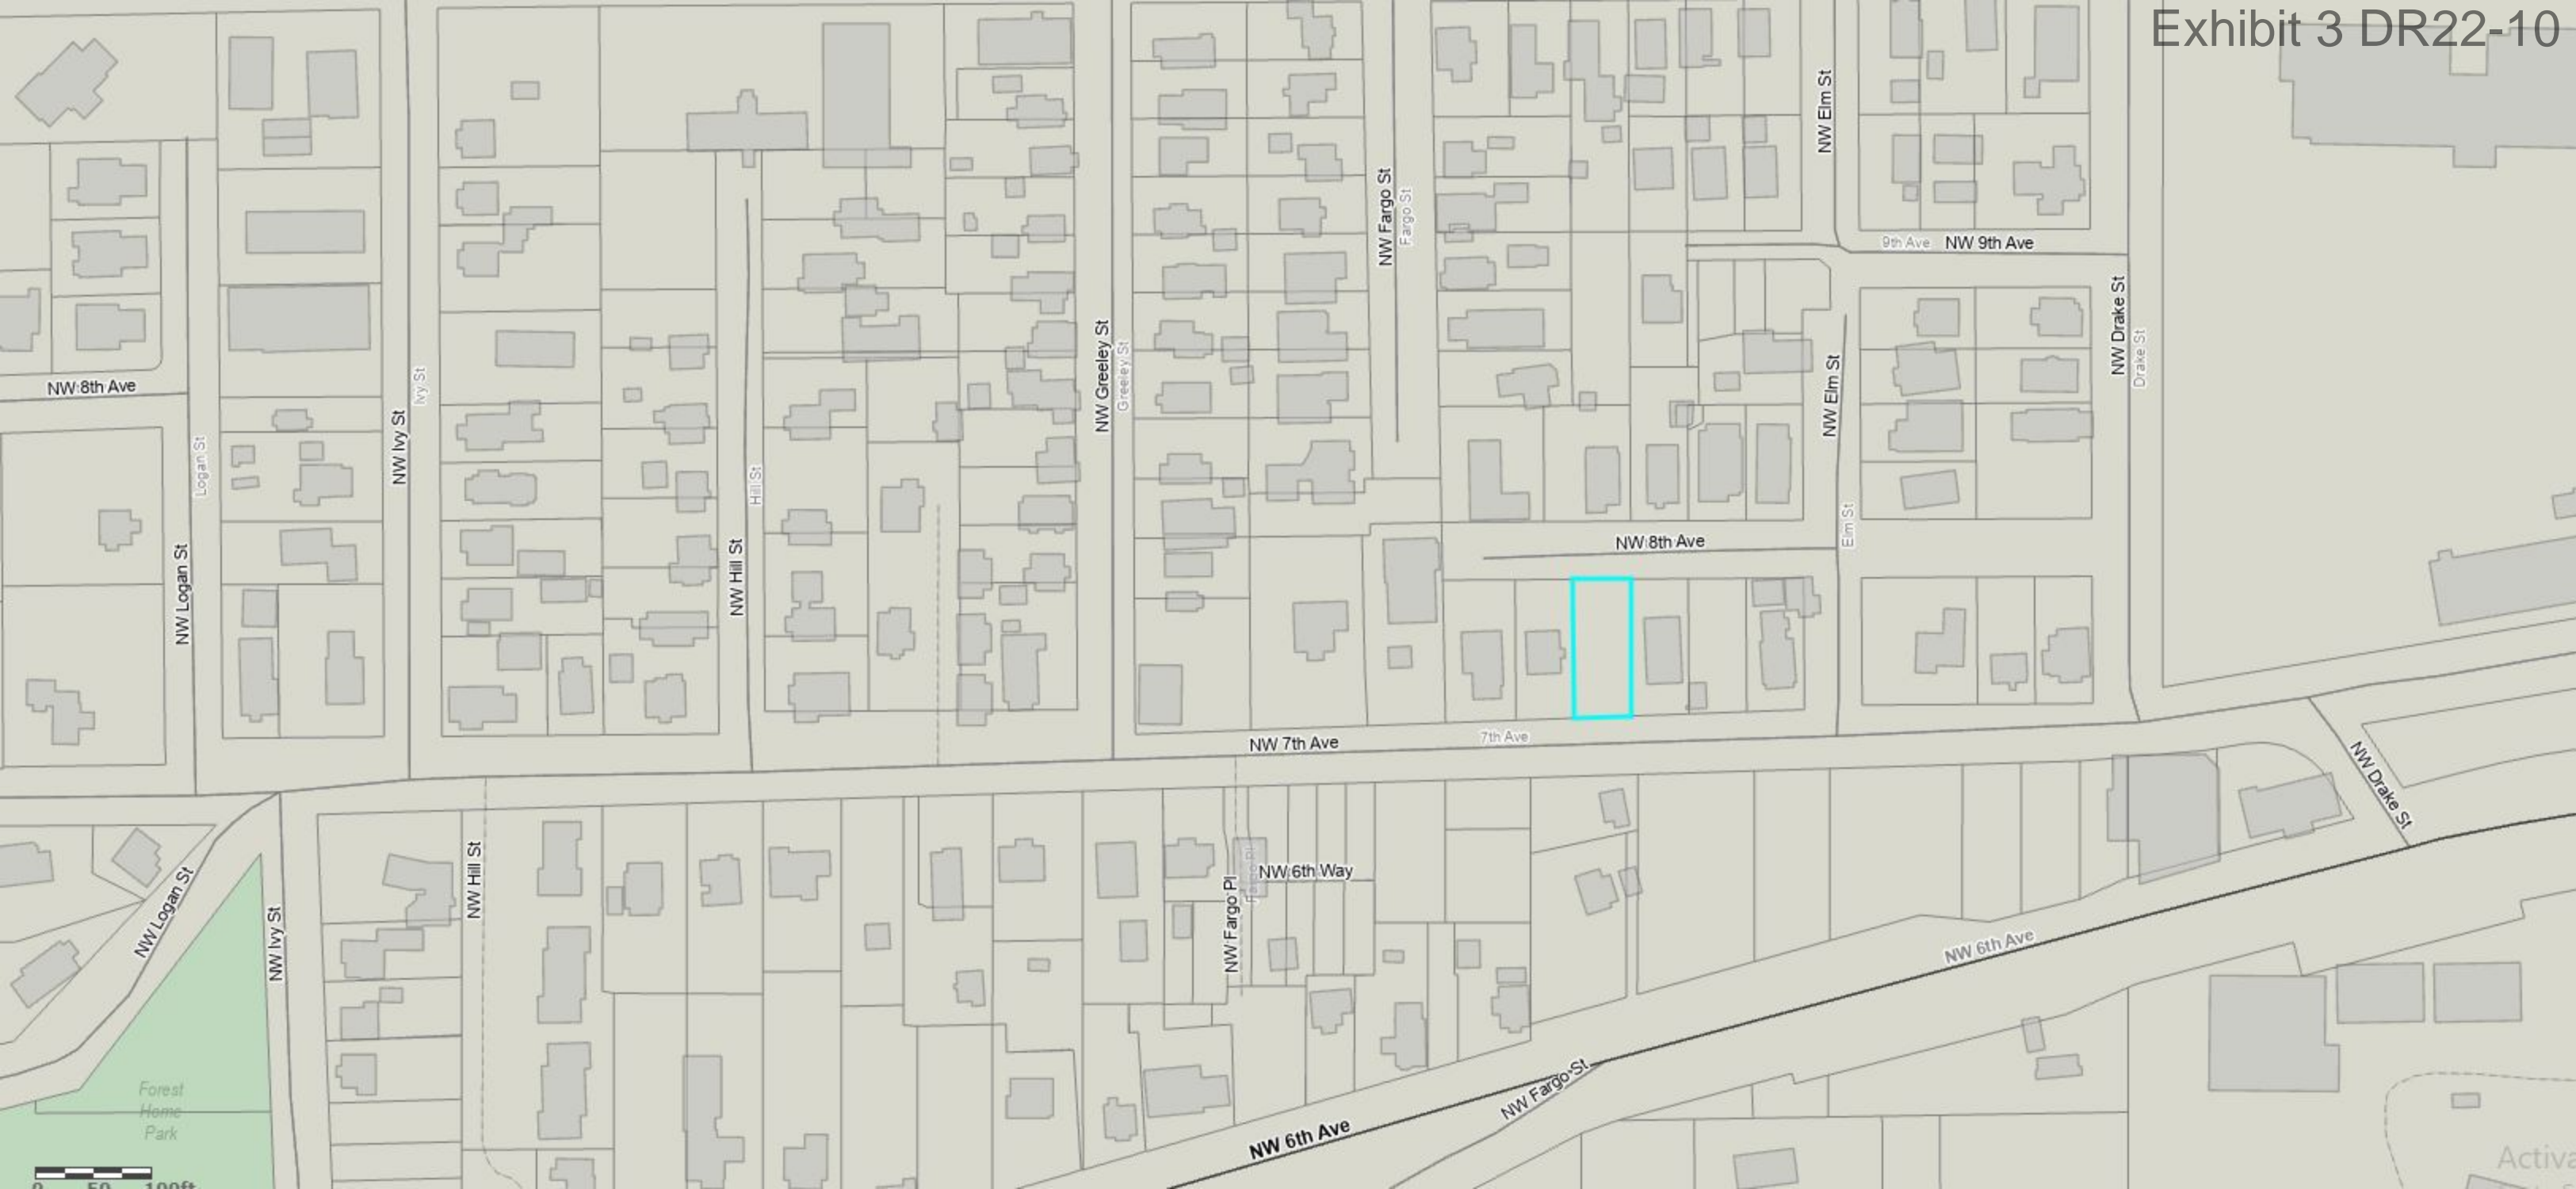 Exhibit 3 DR22-10
NW Elm St
NW Fargo St
Fargo St
9th Ave NW 9th Ave
NW Drake St
Drake St
NW Greeley St
Greeley St
NW Elm St
NW 8th Ave
Ivy St
NW Ivy St
Logan St
Hill St
Elm St
NW 8th Ave
NW Logan St
NW Hill St
NW 7th Ave
7th Ave
NW Drake St
NW Hill St
NW 6th Way
Fargo Pl
NW Fargo Pl
NW Logan St
NW Ivy St
NW 6th Ave
Forest
Home
Park
NW Fargo St
NW 6th Ave
Activa
0 50 100ft